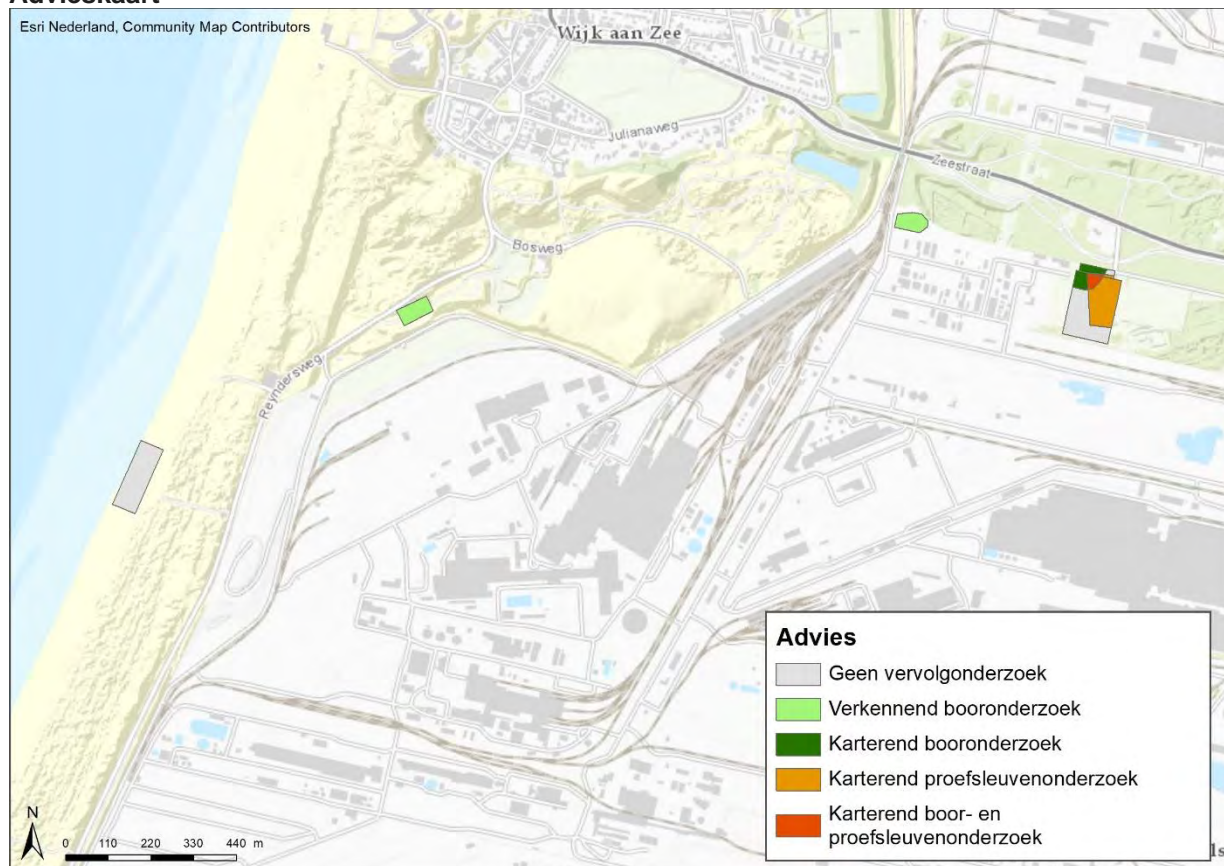 Advieskaart
Esri Nederland, Community Map Contributors
Wijk aan Zee
Julianaweg
Zeestraat
Bosweg
Reyndersweg
Advies
Geen vervolgonderzoek
Verkennend booronderzoek
Karterend booronderzoek
Karterend proefsleuvenonderzoek
Karterend boor- en
proefsleuvenonderzoek
N
0 110 220 330 440 m